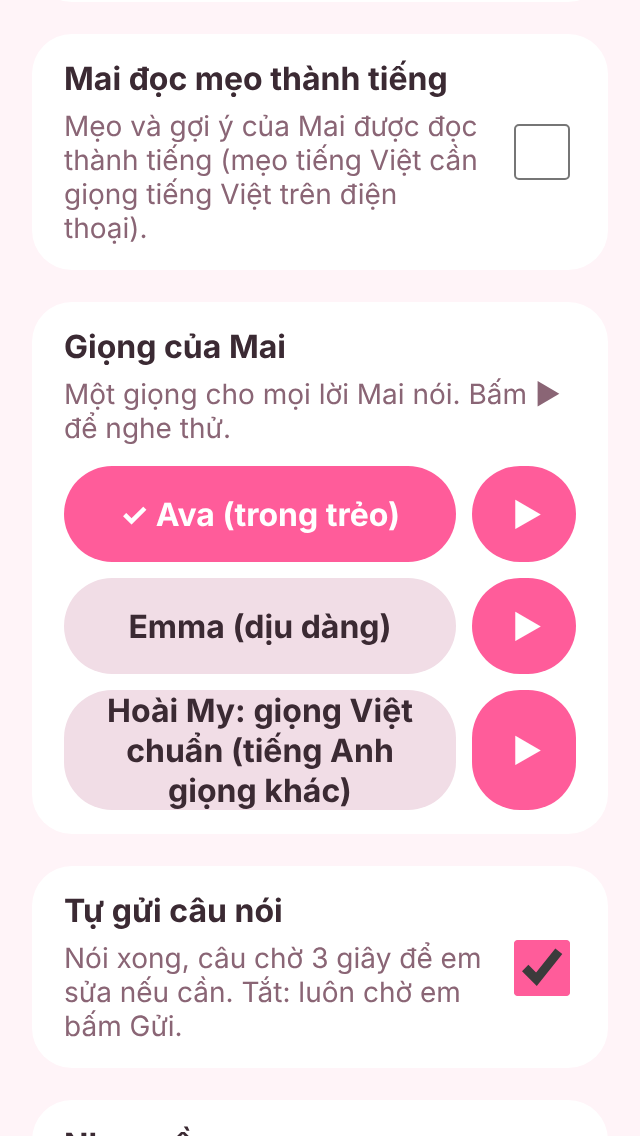 Mai đọc mẹo thành tiếng
Mẹo và gợi ý của Mai được đọc
thành tiếng (mẹo tiếng Việt cần
giọng tiếng Việt trên điện
thoại).
Giọng của Mai
Một giọng cho mọi lời Mai nói. Bấm ▶
để nghe thử.
✓ Ava (trong trẻo)
Emma (dịu dàng)
Hoài My: giọng Việt
chuẩn (tiếng Anh
giọng khác)
Tự gửi câu nói
Nói xong, câu chờ 3 giây để em
sửa nếu cần. Tắt: luôn chờ em
bấm Gửi.